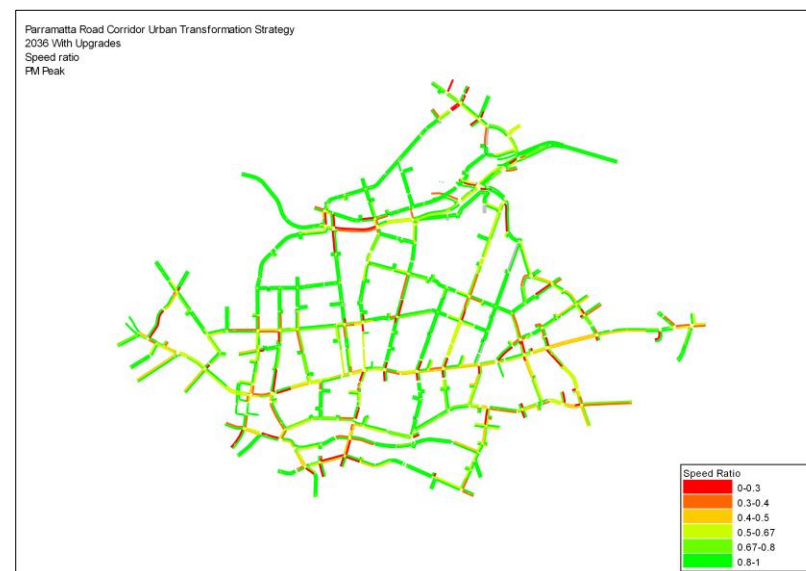 Parramatta Road Corridor Urban Transformation Strategy
2036 With Upgrades
Speed ratio
PM Peak
Speed Ratio
0-0.3
0.3-0.4
0.4-0.5
0.5-0.67
0.67-0.8
0.8-1